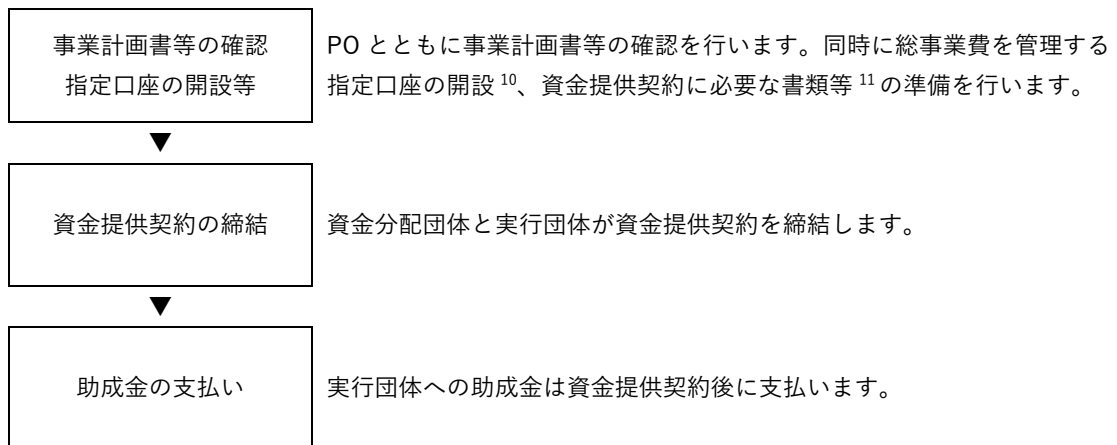 事業計画書等の確認
指定口座の開設等
PO とともに事業計画書等の確認を行います。同時に総事業費を管理する
指定口座の開設 10、資金提供契約に必要な書類等 11 の準備を行います。
▼
資金提供契約の締結
資金分配団体と実行団体が資金提供契約を締結します。
▼
助成金の支払い
実行団体への助成金は資金提供契約後に支払います。